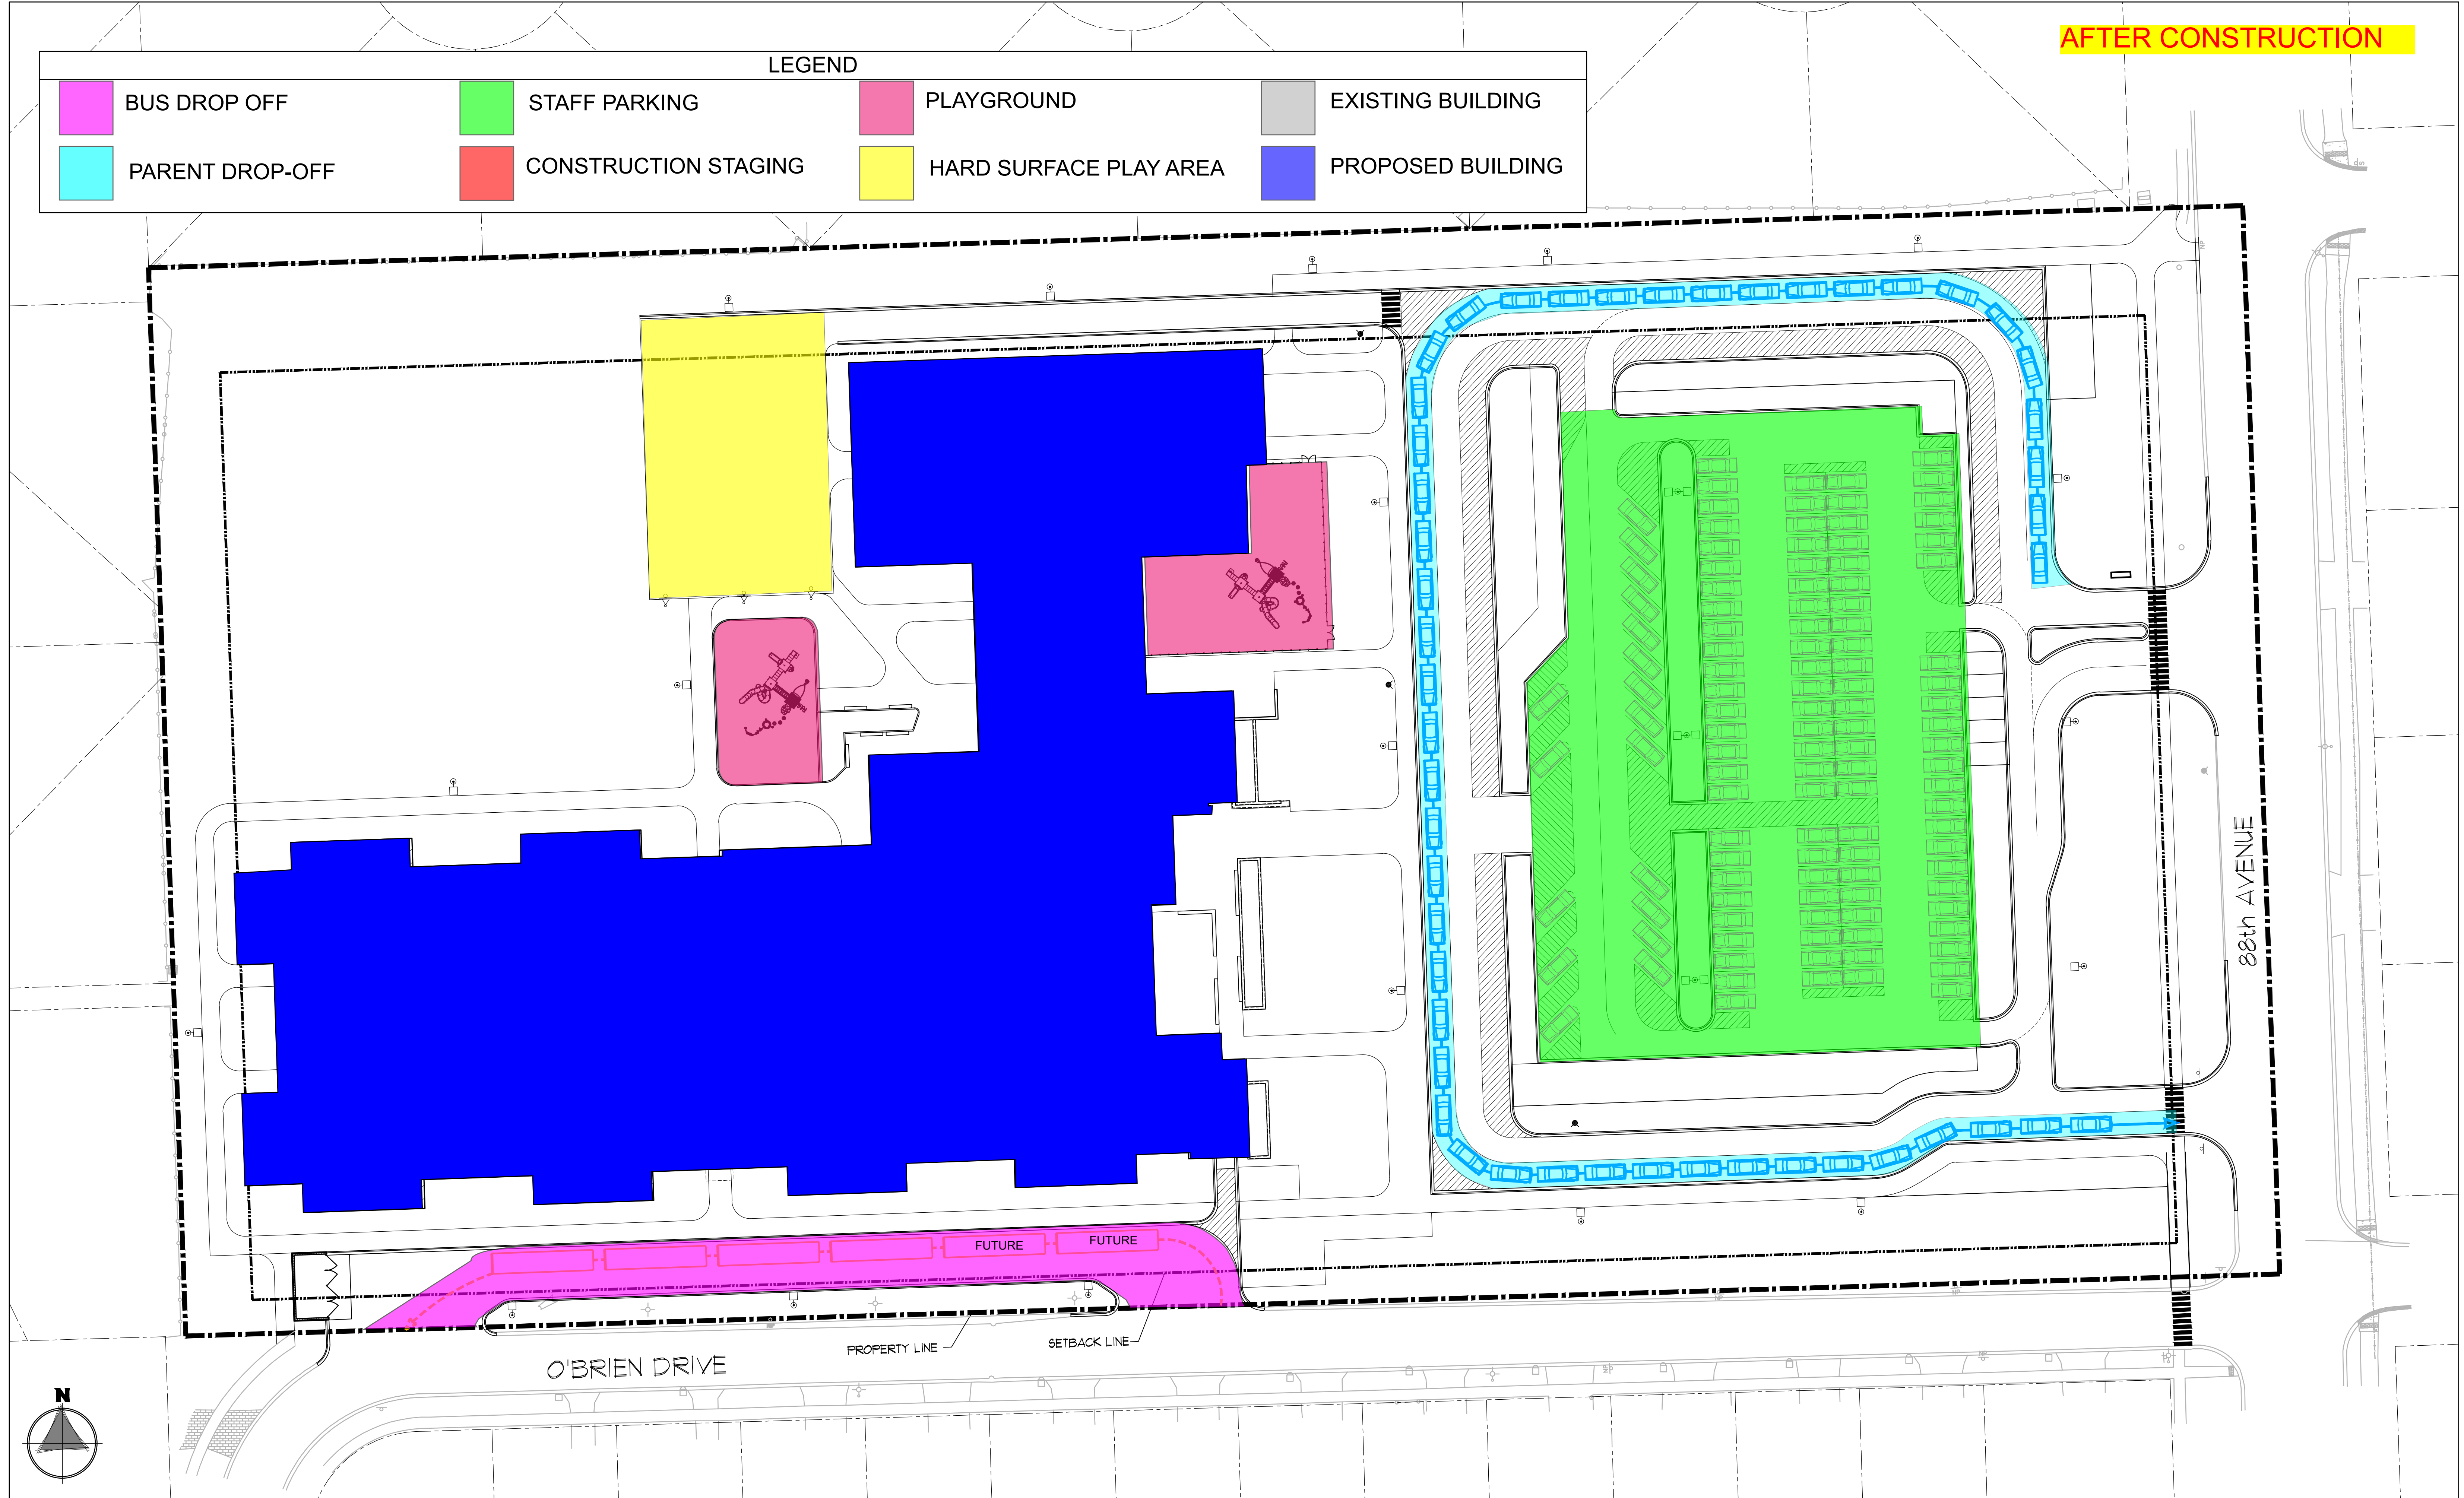 AFTER CONSTRUCTION
LEGEND
BUS DROP OFF
STAFF PARKING
PLAYGROUND
EXISTING BUILDING
PARENT DROP-OFF
CONSTRUCTION STAGING
HARD SURFACE PLAY AREA
PROPOSED BUILDING
88th AVENUE
FUTURE
FUTURE
PROPERTY LINE
SETBACK LINE
O'BRIEN DRIVE
N